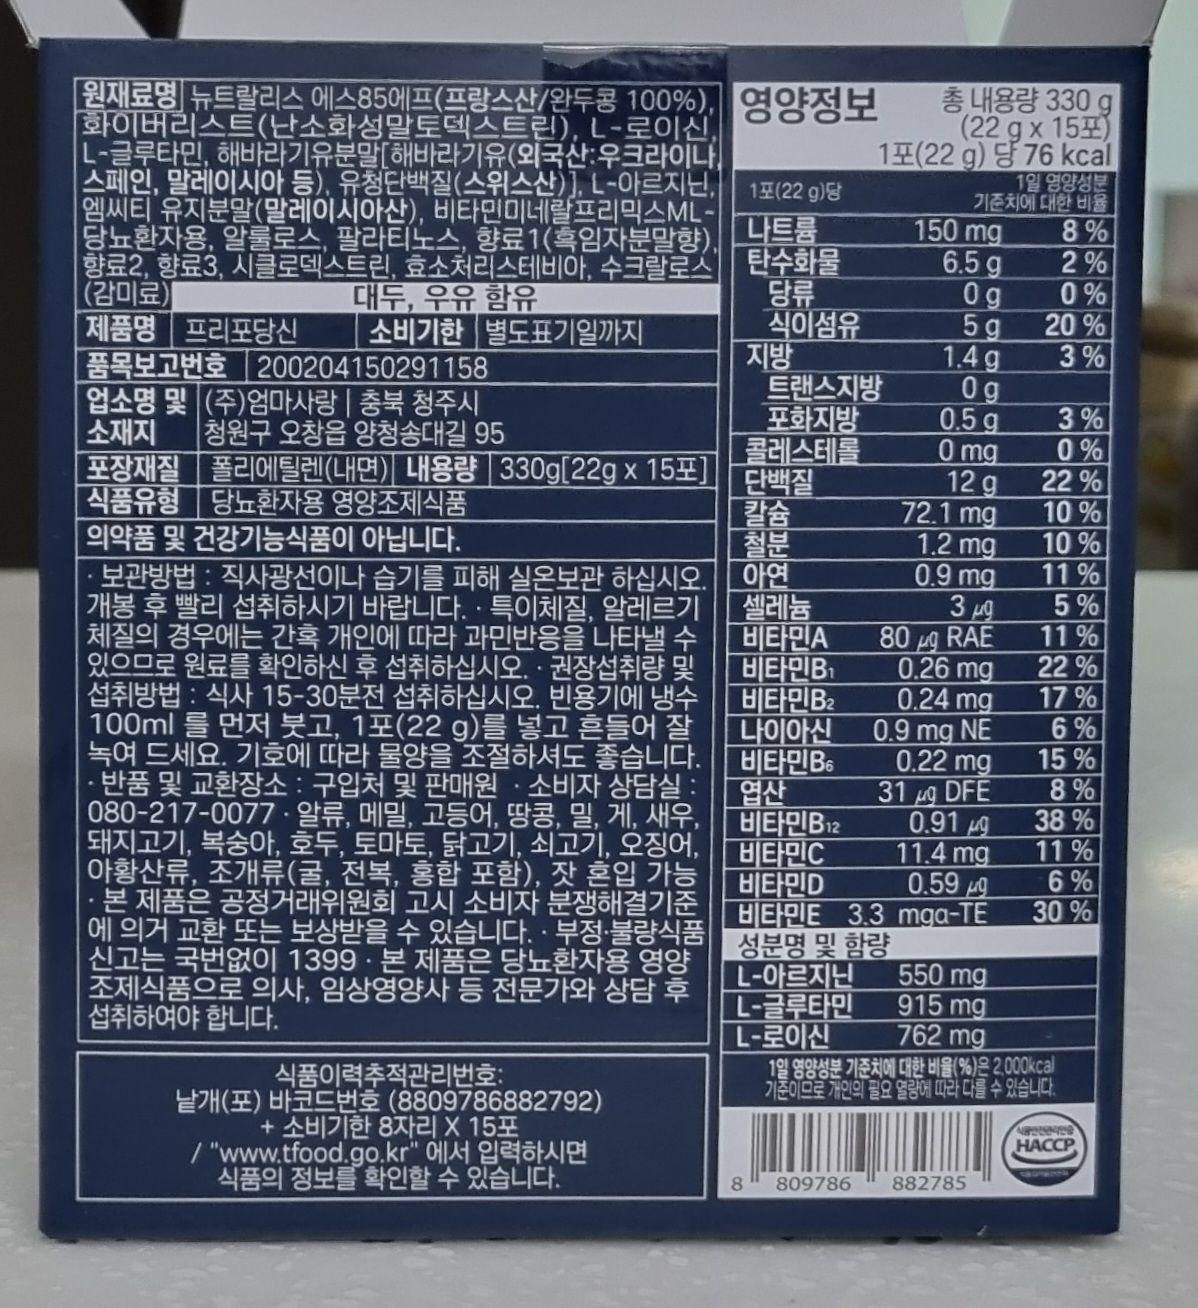 원재료명 뉴트랄리스 에스85에프(프랑스산/완두콩 100%),
화이버리스트(난소화성말토덱스트린), L-로이신,
L-글루타민, 해바라기유분말[해바라기유(외국산:우크라이나,
스페인, 말레이시아 등), 유청단백질(스위스산)], L-아르지닌,
엠씨티 유지분말(말레이시아산), 비타민미네랄프리믹스ML-
당뇨환자용, 알룰로스, 팔라티노스, 향료1(흑임자분말향),
향료2, 향료3, 시클로덱스트린, 효소처리스테비아, 수크랄로스
(감미료)
대두, 우유 함유
제품명 프리포당신 소비기한 별도표기일까지
품목보고번호 200204150291158
업소명 및 (주)엄마사랑 | 충북 청주시
소재지 청원구 오창읍 양청송대길 95
포장재질 폴리에틸렌(내면) 내용량 330g[22g x 15포]
식품유형 당뇨환자용 영양조제식품
의약품 및 건강기능식품이 아닙니다.
· 보관방법 : 직사광선이나 습기를 피해 실온보관 하십시오.
개봉 후 빨리 섭취하시기 바랍니다. · 특이체질, 알레르기
체질의 경우에는 간혹 개인에 따라 과민반응을 나타낼 수
있으므로 원료를 확인하신 후 섭취하십시오. · 권장섭취량 및
섭취방법 : 식사 15-30분전 섭취하십시오. 빈용기에 냉수
100ml 를 먼저 붓고, 1포(22 g)를 넣고 흔들어 잘
녹여 드세요. 기호에 따라 물양을 조절하셔도 좋습니다.
· 반품 및 교환장소 : 구입처 및 판매원 · 소비자 상담실 :
080-217-0077 · 알류, 메밀, 고등어, 땅콩, 밀, 게, 새우,
돼지고기, 복숭아, 호두, 토마토, 닭고기, 쇠고기, 오징어,
아황산류, 조개류(굴, 전복, 홍합 포함), 잣 혼입 가능
· 본 제품은 공정거래위원회 고시 소비자 분쟁해결기준
에 의거 교환 또는 보상받을 수 있습니다. · 부정·불량식품
신고는 국번없이 1399 · 본 제품은 당뇨환자용 영양
조제식품으로 의사, 임상영양사 등 전문가와 상담 후
섭취하여야 합니다.
식품이력추적관리번호:
낱개(포) 바코드번호 (8809786882792)
+ 소비기한 8자리 X 15포
/ "www.tfood.go.kr" 에서 입력하시면
식품의 정보를 확인할 수 있습니다.
영양정보 총 내용량 330 g
(22 g x 15포)
1포(22 g) 당 76 kcal
1포(22 g)당 1일 영양성분
기준치에 대한 비율
나트륨 150 mg 8 %
탄수화물 6.5 g 2 %
당류 0 g 0 %
식이섬유 5 g 20 %
지방 1.4 g 3 %
트랜스지방 0 g
포화지방 0.5 g 3 %
콜레스테롤 0 mg 0 %
단백질 12 g 22 %
칼슘 72.1 mg 10 %
철분 1.2 mg 10 %
아연 0.9 mg 11 %
셀레늄 3 μg 5 %
비타민A 80 μg RAE 11 %
비타민B1 0.26 mg 22 %
비타민B2 0.24 mg 17 %
나이아신 0.9 mg NE 6 %
비타민B6 0.22 mg 15 %
엽산 31 μg DFE 8 %
비타민B12 0.91 μg 38 %
비타민C 11.4 mg 11 %
비타민D 0.59 μg 6 %
비타민E 3.3 mgα-TE 30 %
성분명 및 함량
L-아르지닌 550 mg
L-글루타민 915 mg
L-로이신 762 mg
1일 영양성분 기준치에 대한 비율(%)은 2,000kcal
기준이므로 개인의 필요 열량에 따라 다를 수 있습니다.
8 809786 882785
식품안전관리인증
HACCP